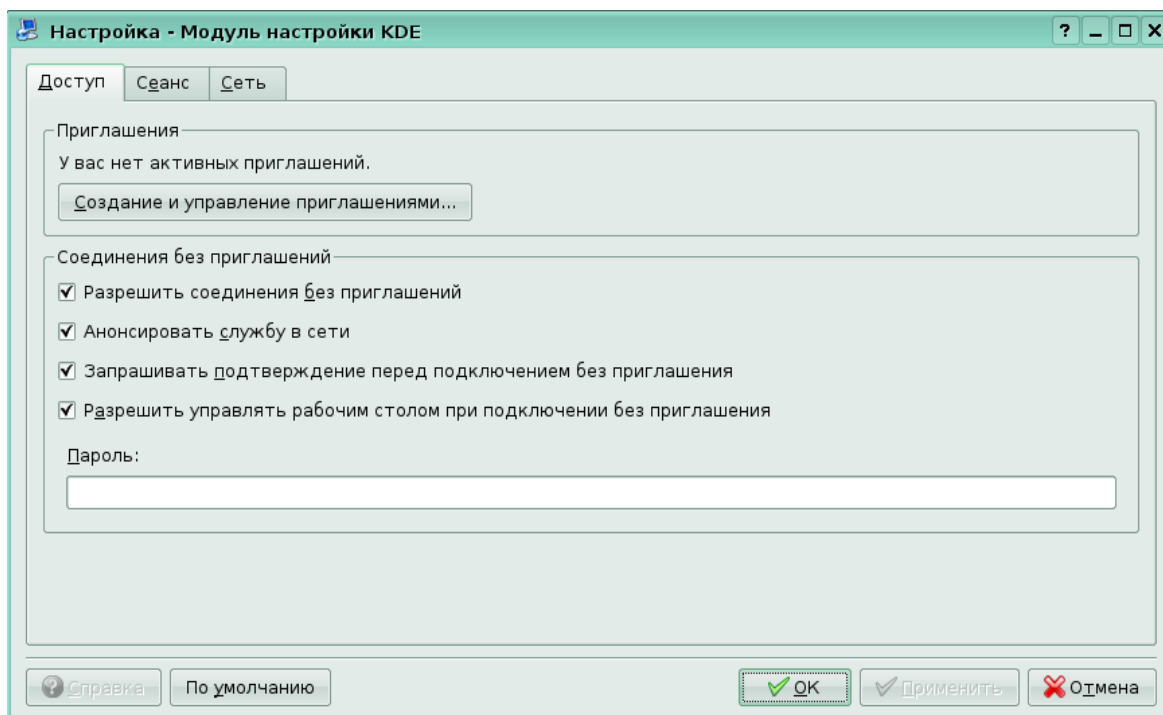 Настройка - Модуль настройки KDE
?
Доступ Сеанс Сеть
Приглашения
У вас нет активных приглашений.
Создание и управление приглашениями...
Соединения без приглашений
Разрешить соединения без приглашений
Анонсировать службу в сети
Запрашивать подтверждение перед подключением без приглашения
Разрешить управлять рабочим столом при подключении без приглашения
Пароль:
Справка По умолчанию OK Применить Отмена